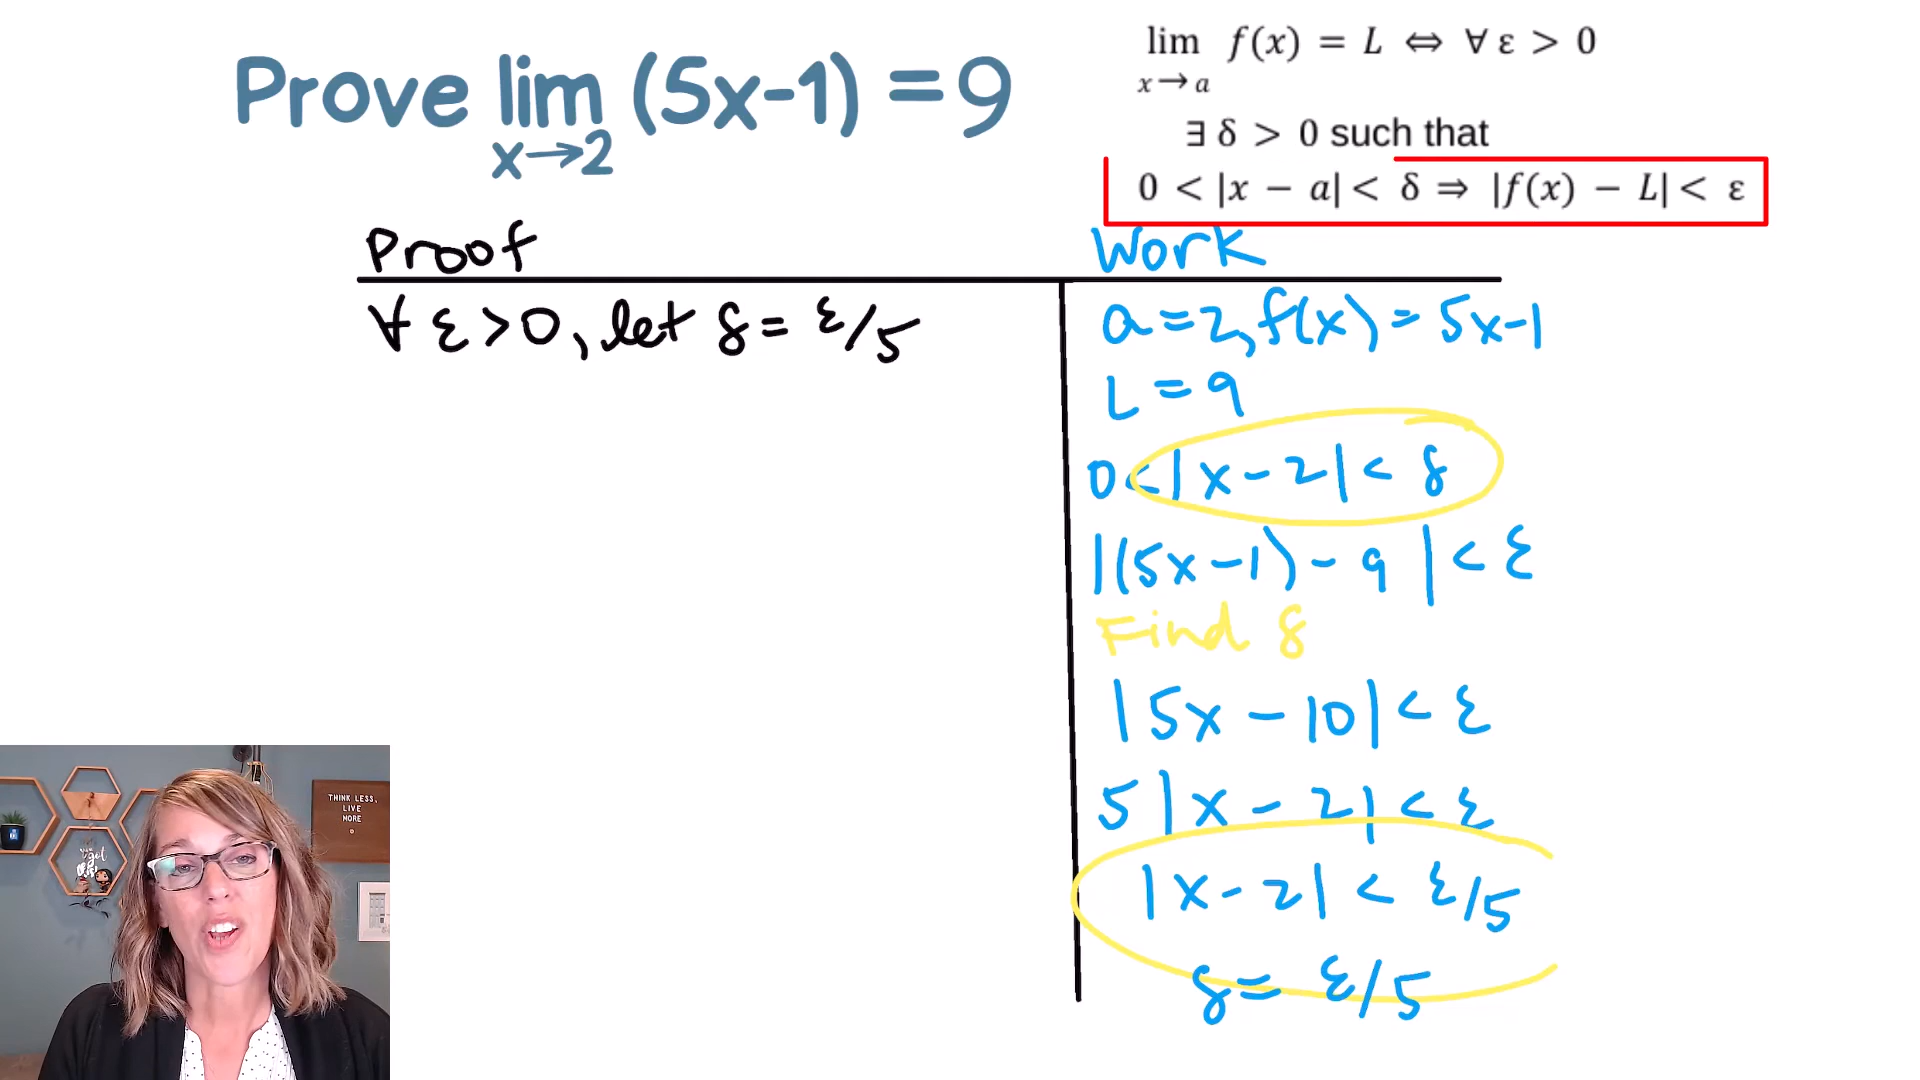 Prove lim (5x-1) = 9
x→2
lim f(x) = L ⇔ ∀ ε > 0
x → a
∃ δ > 0 such that
0 < |x − a| < δ ⇒ |f(x) − L| < ε
Proof
∀ ε > 0, let δ = ε/5
Work
a = 2, f(x) = 5x-1
L = 9
0 < |x - 2| < δ
|(5x - 1) - 9| < ε
Find δ
|5x - 10| < ε
5|x - 2| < ε
|x - 2| < ε/5
δ = ε/5
THINK LESS,
LIVE
MORE
got